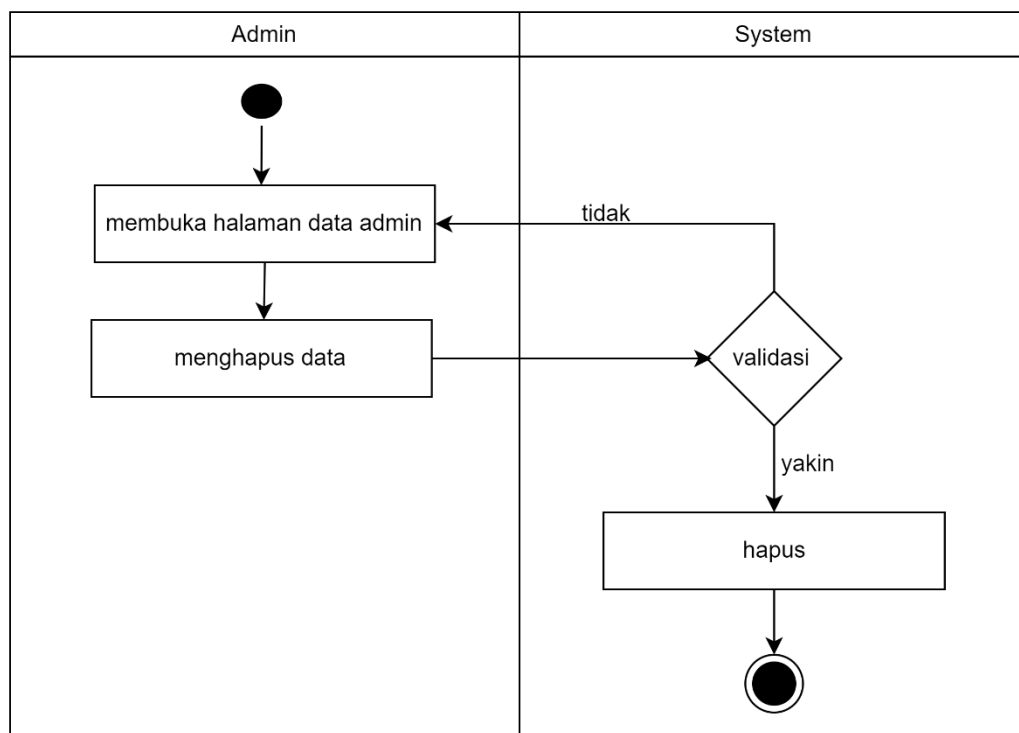 Admin
System
membuka halaman data admin
tidak
menghapus data
validasi
yakin
hapus